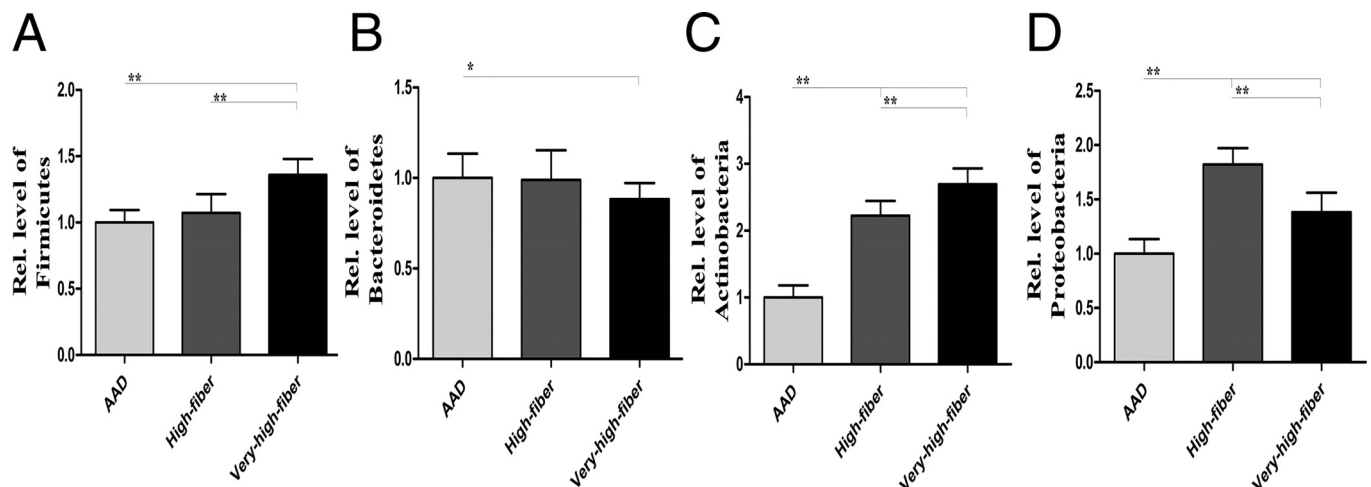 A
B
C
D
Rel. level of
Firmicutes
2.0
1.5
1.0
0.5
0.0
**
**
AAD
High-fiber
Very-high-fiber
Rel. level of
Bacteroidetes
1.5
1.0
0.5
0.0
*
AAD
High-fiber
Very-high-fiber
Rel. level of
Actinobacteria
4
3
2
1
0
**
**
AAD
High-fiber
Very-high-fiber
Rel. level of
Proteobacteria
2.5
2.0
1.5
1.0
0.5
0.0
**
**
AAD
High-fiber
Very-high-fiber